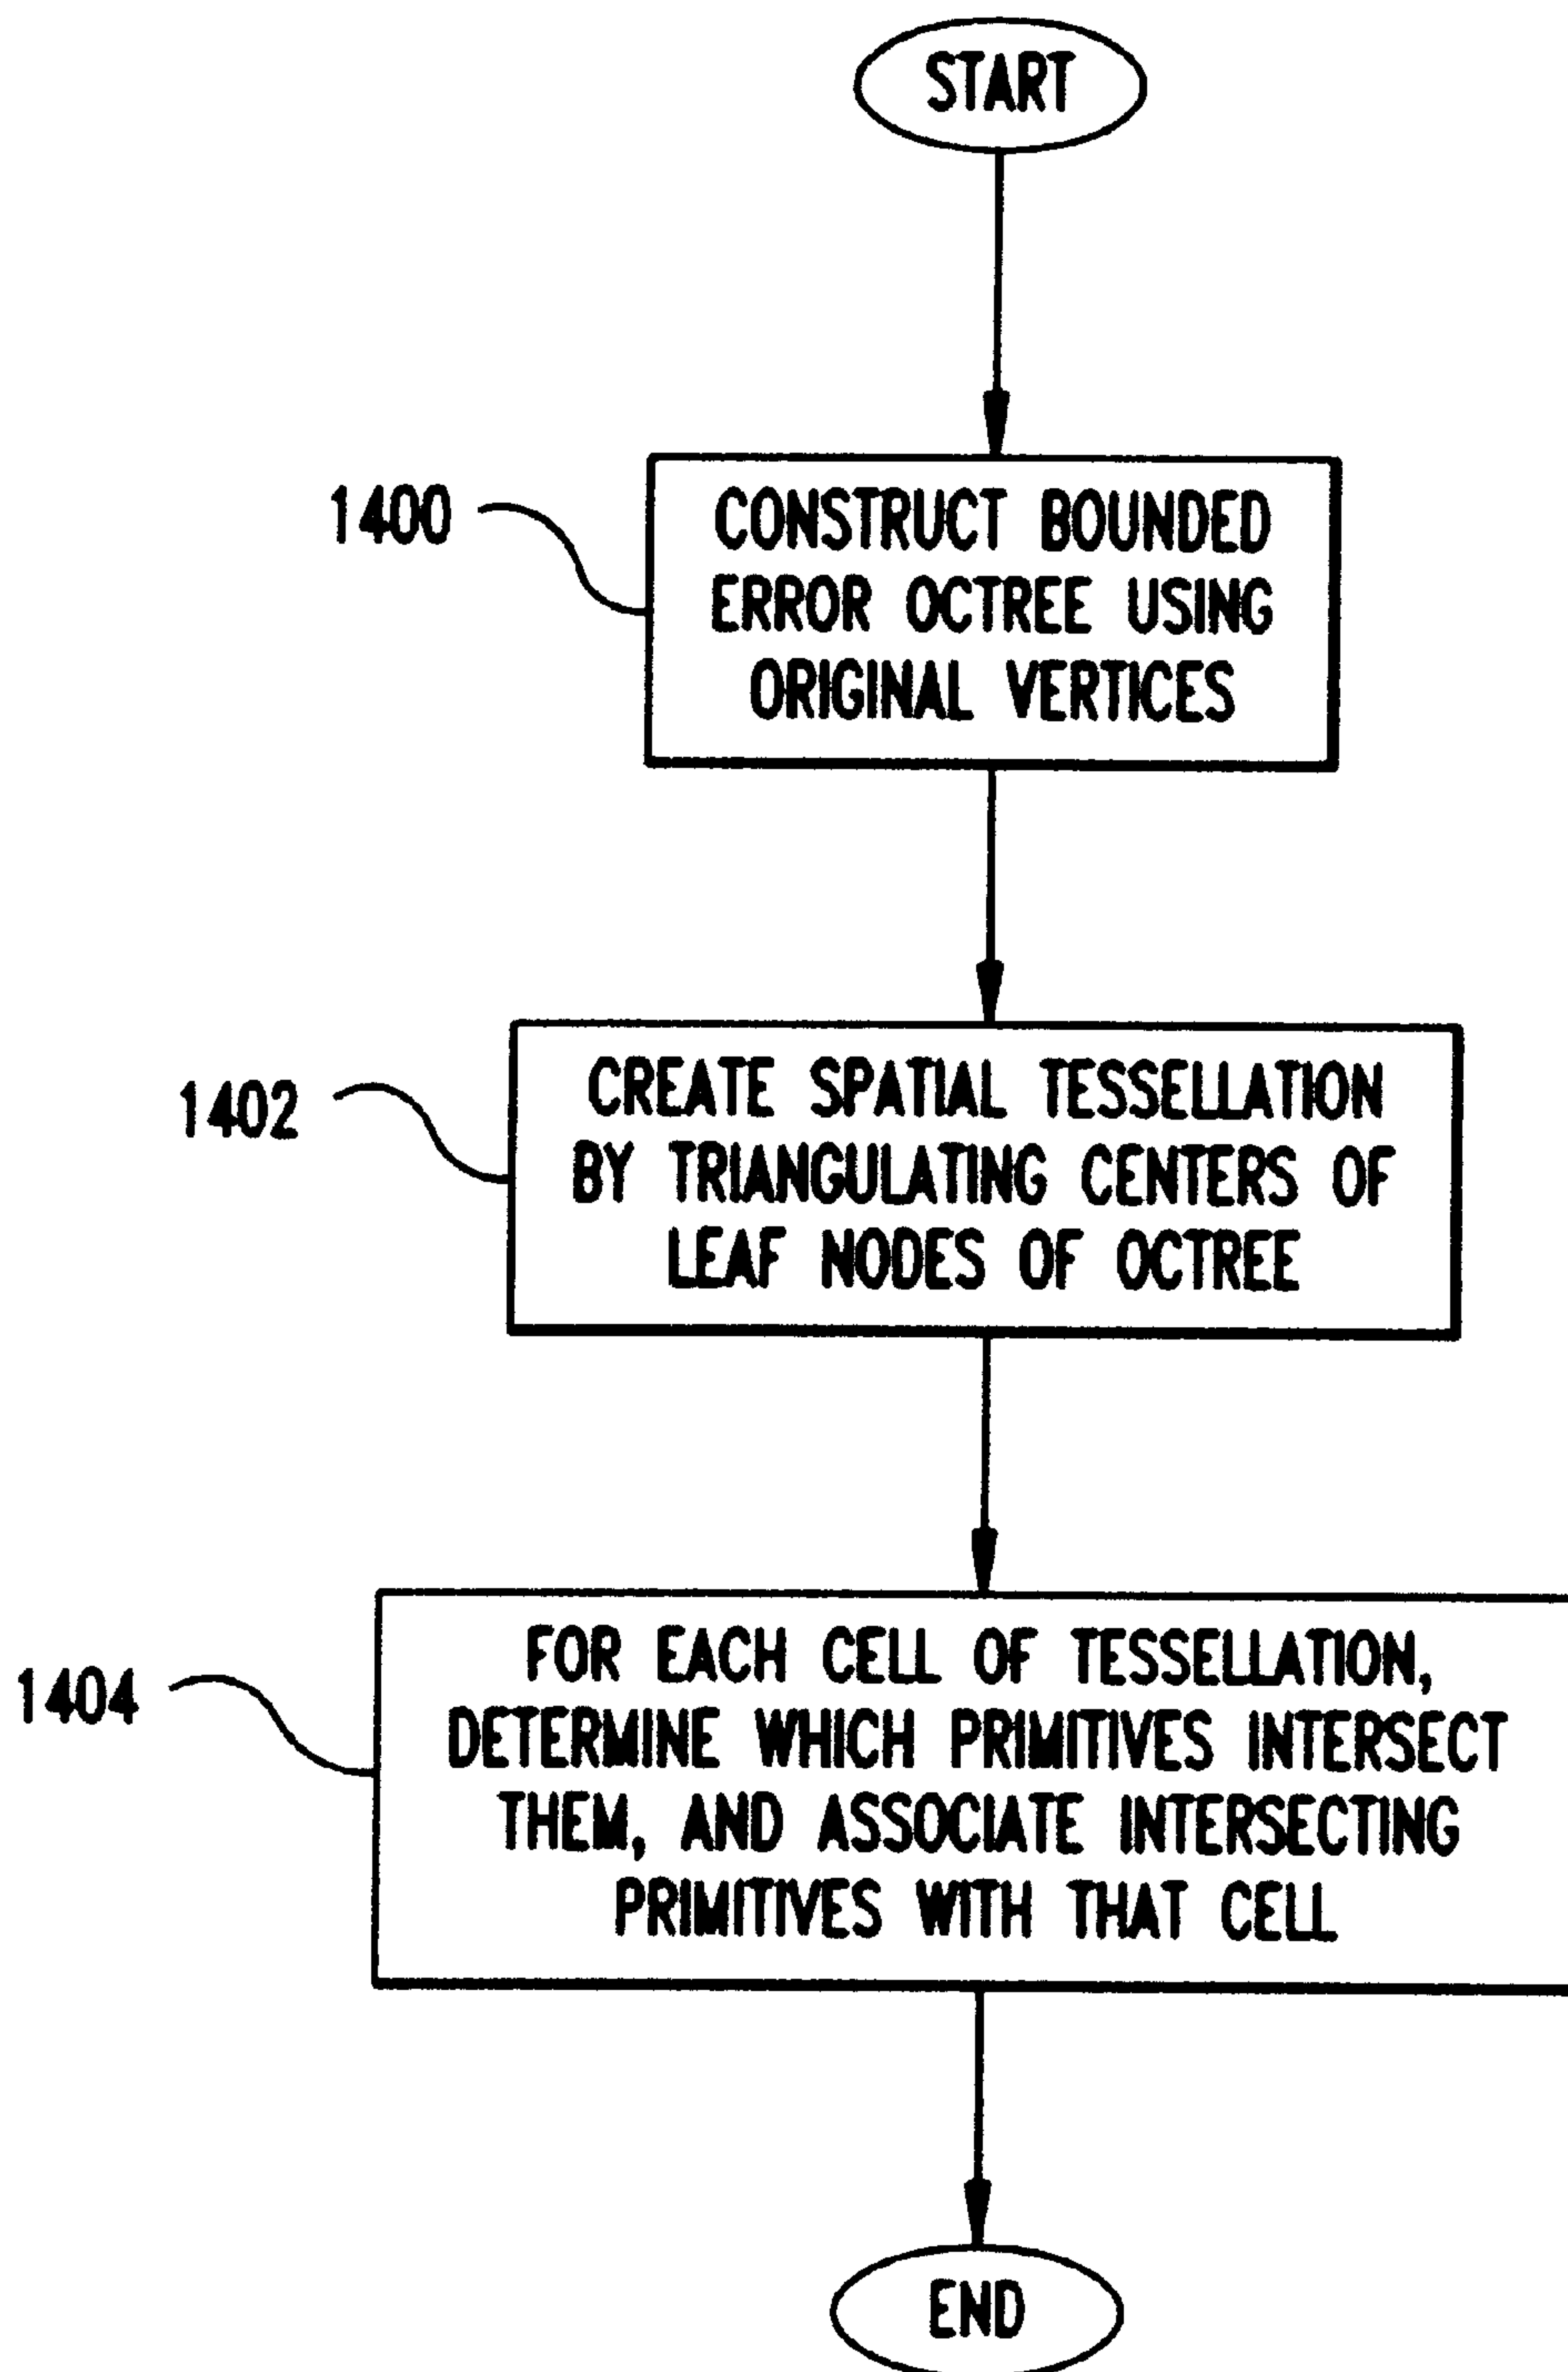 START
1400
CONSTRUCT BOUNDED
ERROR OCTREE USING
ORIGINAL VERTICES
1402
CREATE SPATIAL TESSELLATION
BY TRIANGULATING CENTERS OF
LEAF NODES OF OCTREE
1404
FOR EACH CELL OF TESSELLATION,
DETERMINE WHICH PRIMITIVES INTERSECT
THEM, AND ASSOCIATE INTERSECTING
PRIMITIVES WITH THAT CELL
END